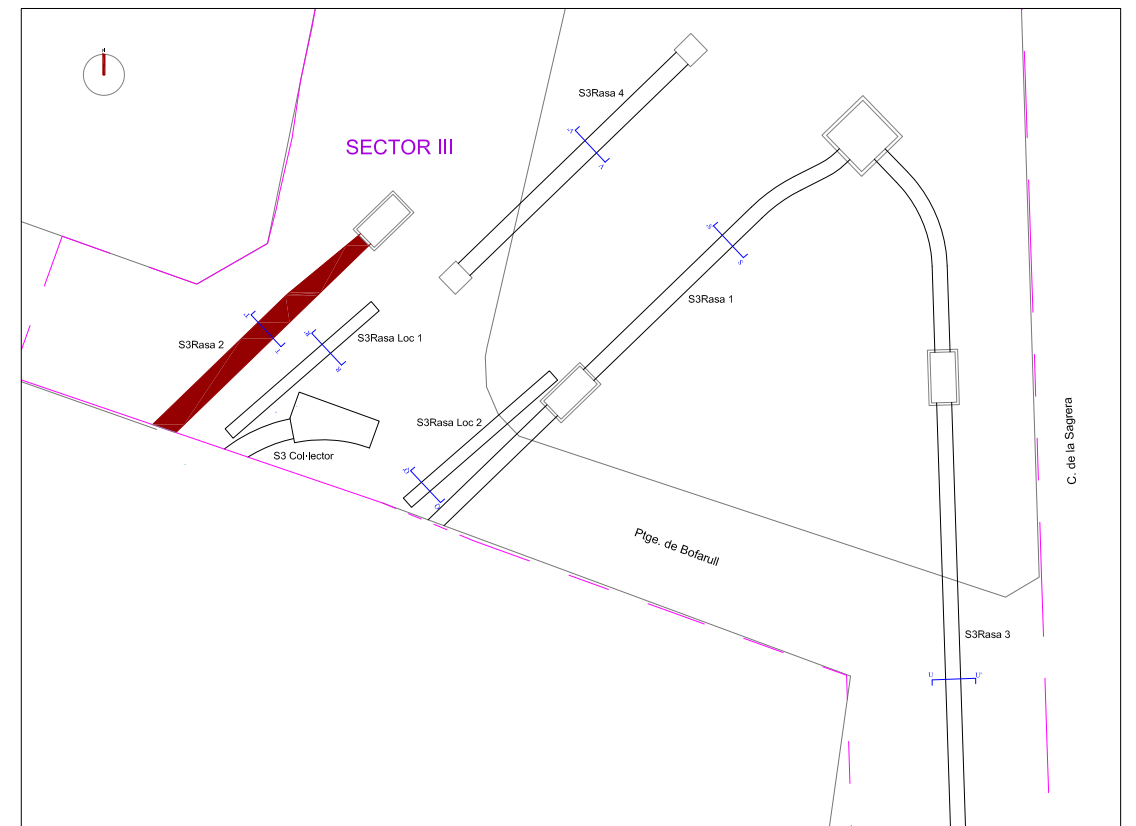 S3Rasa 4
SECTOR III
S3Rasa 1
S3Rasa 2
S3Rasa Loc 1
C. de la Sagrera
S3Rasa Loc 2
S3 Col·lector
Ptge. de Bofarull
S3Rasa 3
U U'